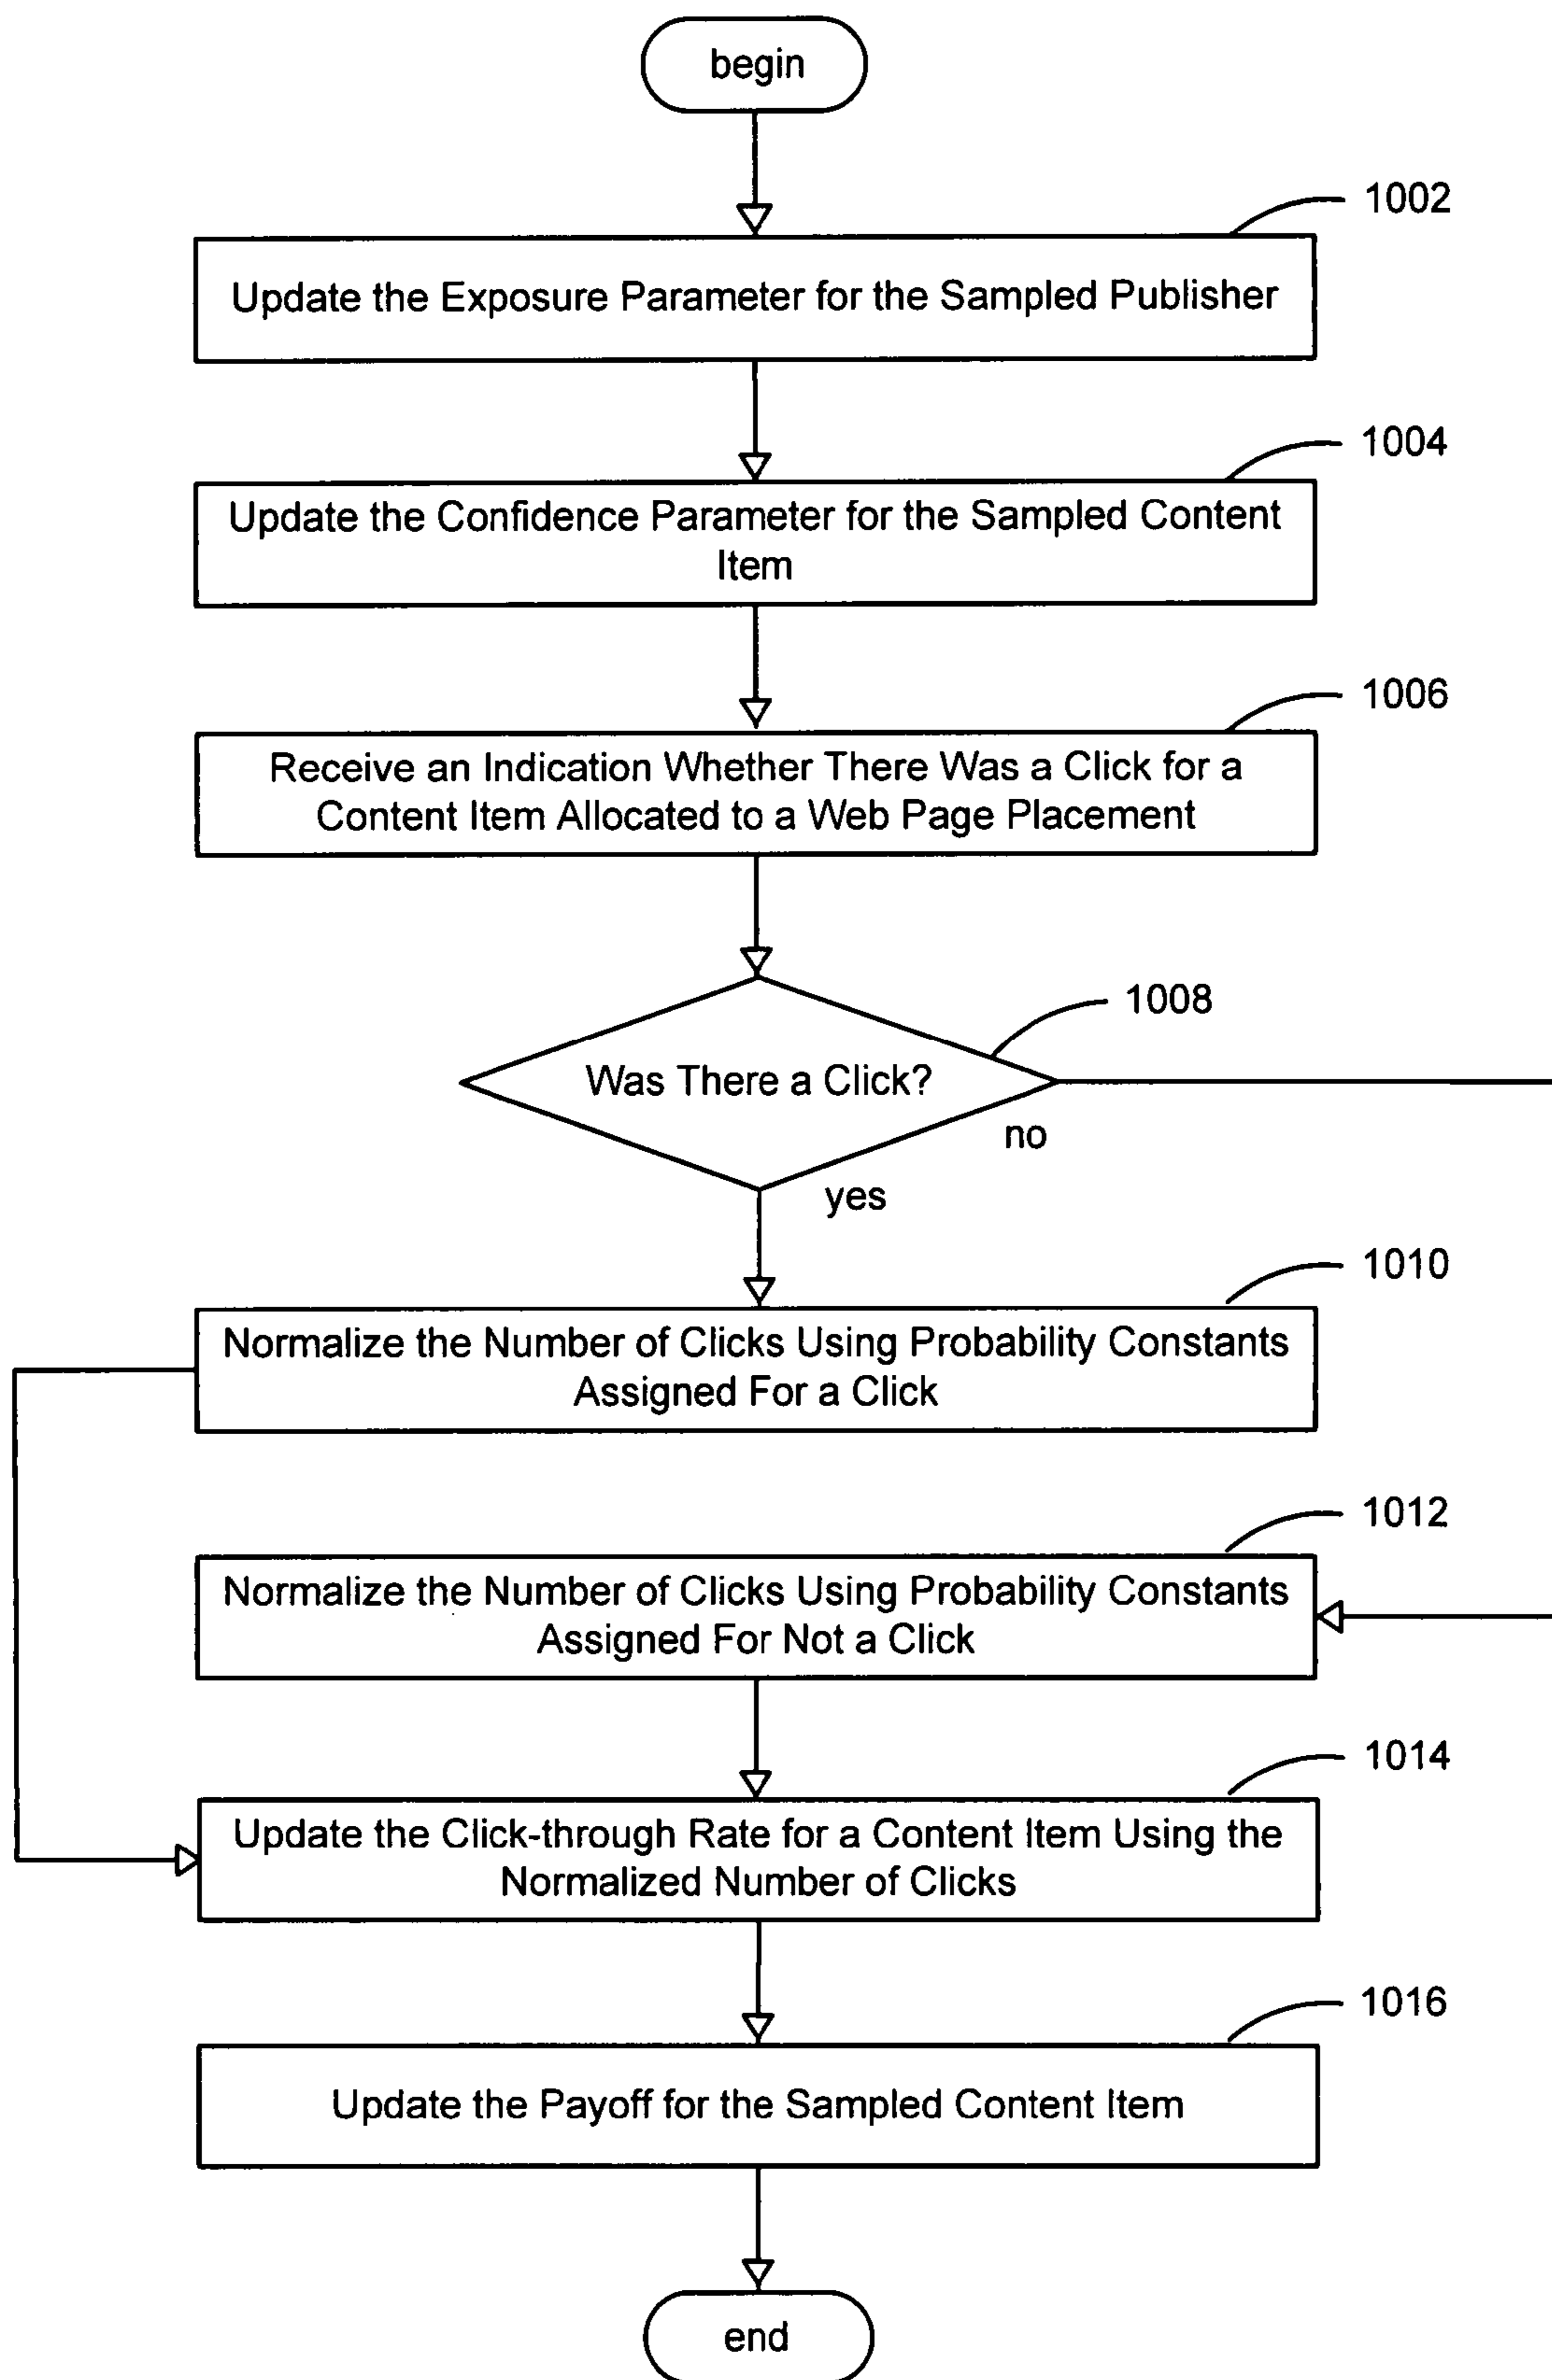 begin
1002
Update the Exposure Parameter for the Sampled Publisher
1004
Update the Confidence Parameter for the Sampled Content
Item
1006
Receive an Indication Whether There Was a Click for a
Content Item Allocated to a Web Page Placement
1008
Was There a Click?
no
yes
1010
Normalize the Number of Clicks Using Probability Constants
Assigned For a Click
1012
Normalize the Number of Clicks Using Probability Constants
Assigned For Not a Click
1014
Update the Click-through Rate for a Content Item Using the
Normalized Number of Clicks
1016
Update the Payoff for the Sampled Content Item
end